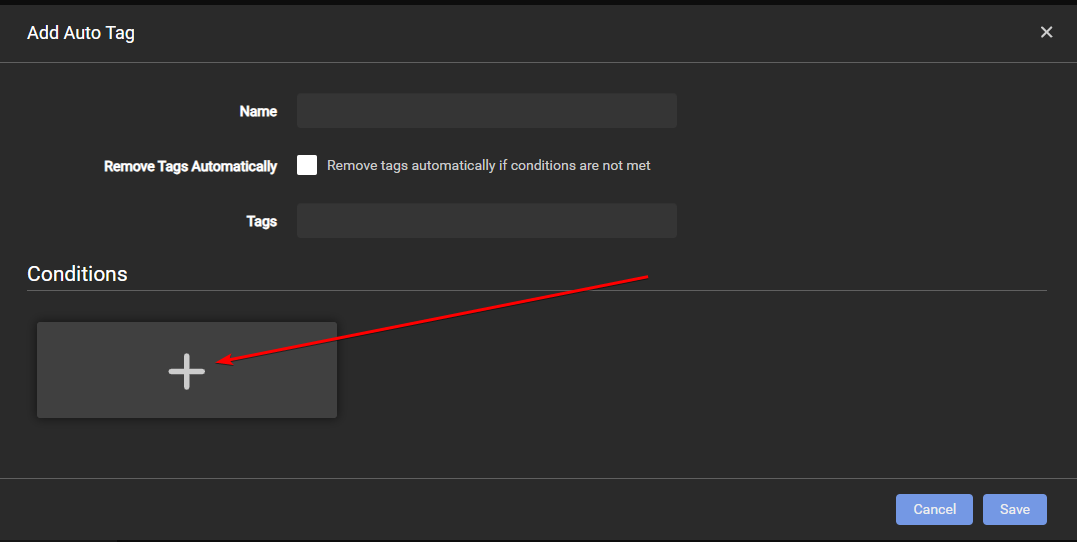 Add Auto Tag
Name
Remove Tags Automatically
Remove tags automatically if conditions are not met
Tags
Conditions
Cancel
Save